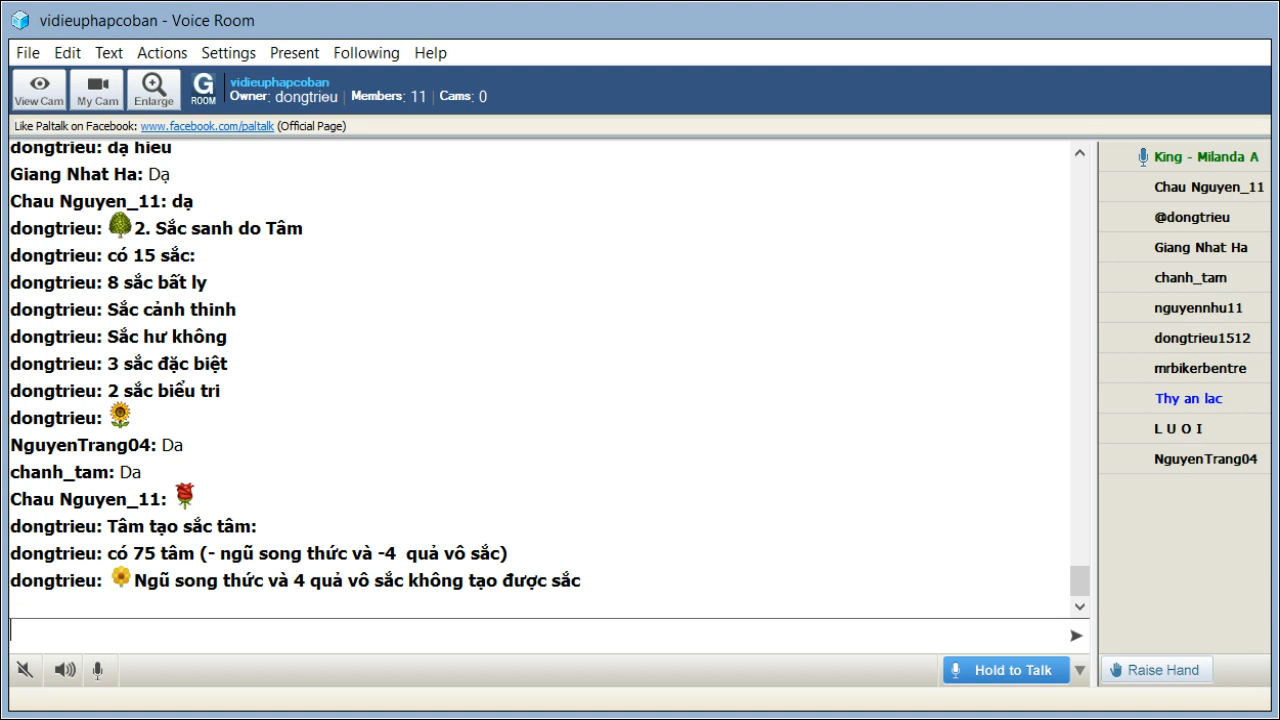 vidieuphapcoban - Voice Room
File Edit Text Actions Settings Present Following Help
View Cam
My Cam
Enlarge
G ROOM
vidieuphapcoban
Owner: dongtrieu | Members: 11 | Cams: 0
Like Paltalk on Facebook: www.facebook.com/paltalk (Official Page)
dongtrieu: dạ hiểu
Giang Nhat Ha: Dạ
Chau Nguyen_11: dạ
dongtrieu: 2. Sắc sanh do Tâm
dongtrieu: có 15 sắc:
dongtrieu: 8 sắc bất ly
dongtrieu: Sắc cảnh thinh
dongtrieu: Sắc hư không
dongtrieu: 3 sắc đặc biệt
dongtrieu: 2 sắc biểu tri
dongtrieu:
NguyenTrang04: Da
chanh_tam: Da
Chau Nguyen_11:
dongtrieu: Tâm tạo sắc tâm:
dongtrieu: có 75 tâm (- ngũ song thức và -4 quả vô sắc)
dongtrieu: Ngũ song thức và 4 quả vô sắc không tạo được sắc
King - Milanda A
Chau Nguyen_11
@dongtrieu
Giang Nhat Ha
chanh_tam
nguyennhu11
dongtrieu1512
mrbikerbentre
Thy an lac
L U O I
NguyenTrang04
Hold to Talk
Raise Hand